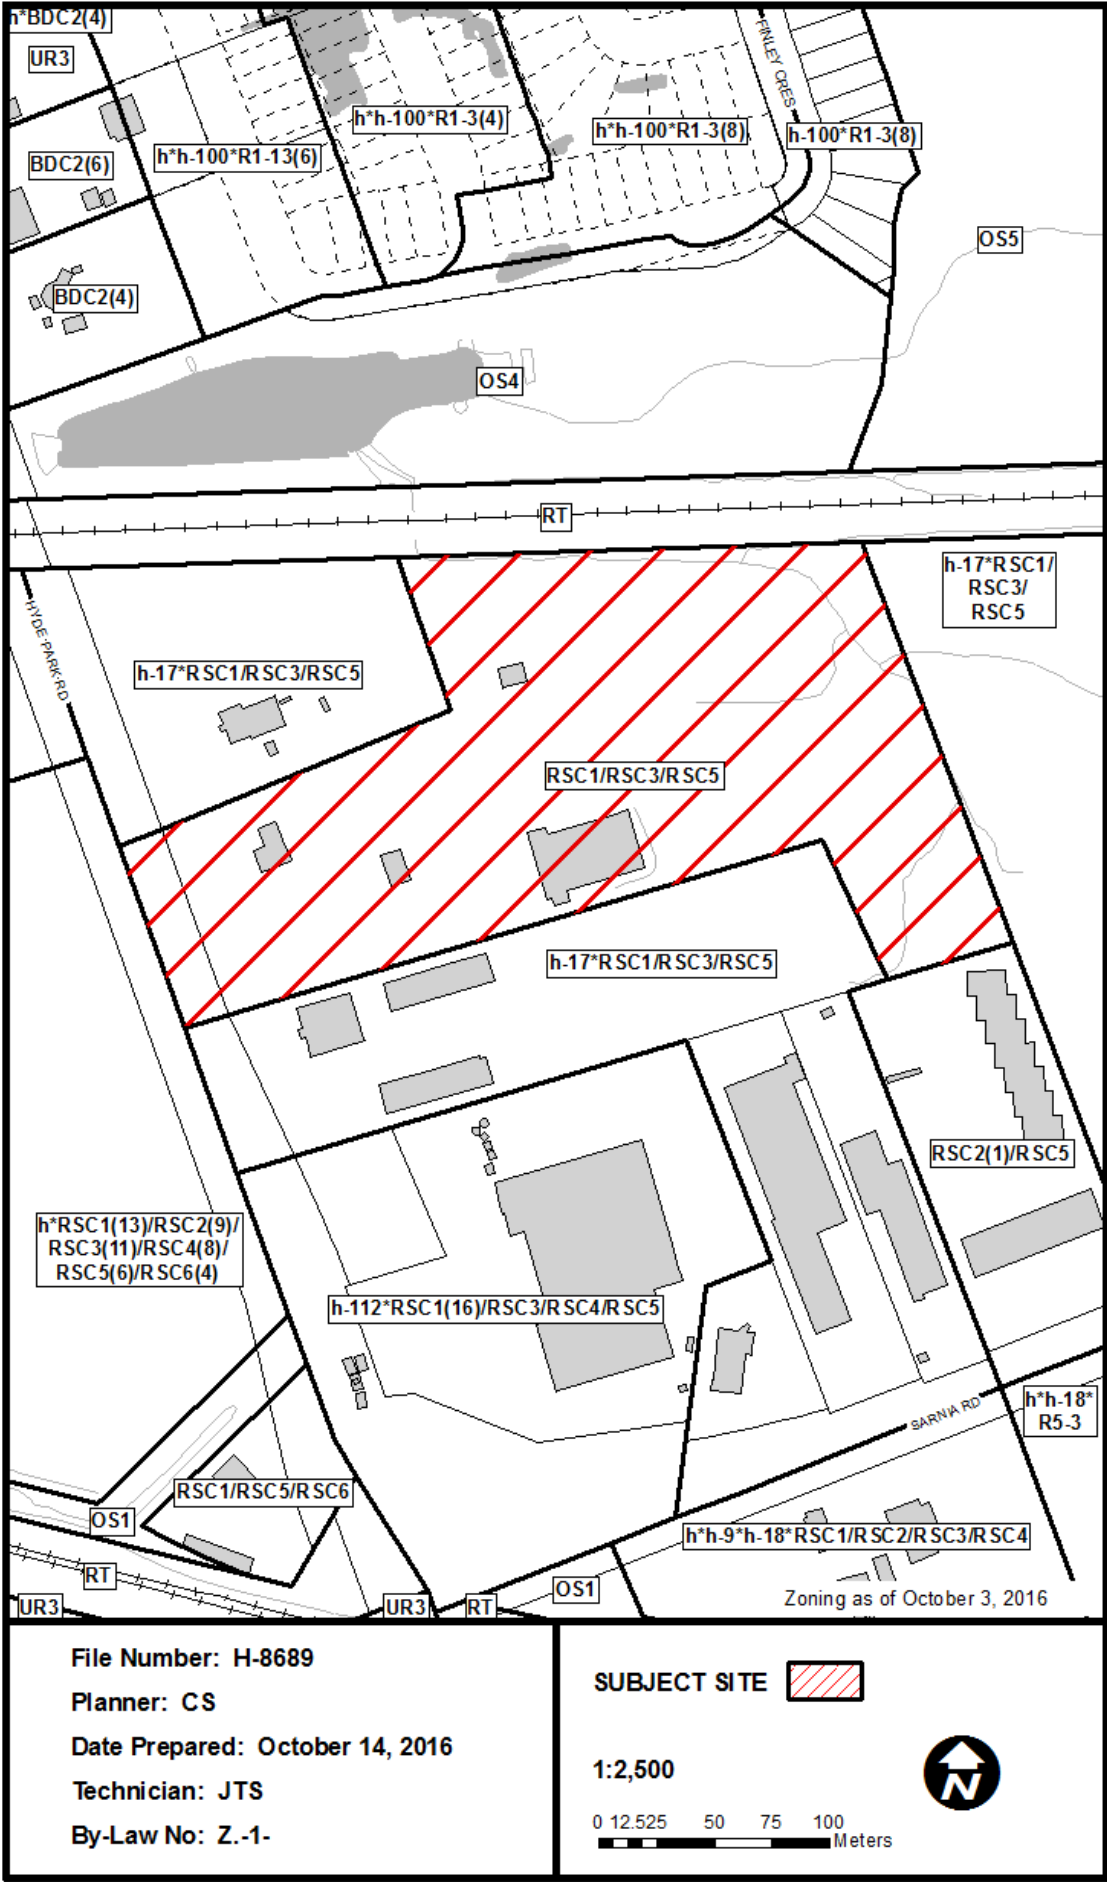 h*BDC2(4)
UR3
FINLEY CRES
h*h-100*R1-3(4)
h*h-100*R1-3(8)
h-100*R1-3(8)
BDC2(6)
h*h-100*R1-13(6)
OS5
BDC2(4)
OS4
RT
h-17*RSC1/
RSC3/
RSC5
HYDE PARK RD
h-17*RSC1/RSC3/RSC5
RSC1/RSC3/RSC5
h-17*RSC1/RSC3/RSC5
RSC2(1)/RSC5
h*RSC1(13)/RSC2(9)/
RSC3(11)/RSC4(8)/
RSC5(6)/RSC6(4)
h-112*RSC1(16)/RSC3/RSC4/RSC5
SARNIA RD
h*h-18*
R5-3
RSC1/RSC5/RSC6
OS1
h*h-9*h-18*RSC1/RSC2/RSC3/RSC4
RT
OS1
UR3
UR3
RT
Zoning as of October 3, 2016
File Number: H-8689
Planner: CS
Date Prepared: October 14, 2016
Technician: JTS
By-Law No: Z.-1-
SUBJECT SITE
1:2,500
N
0 12.525 50 75 100
Meters